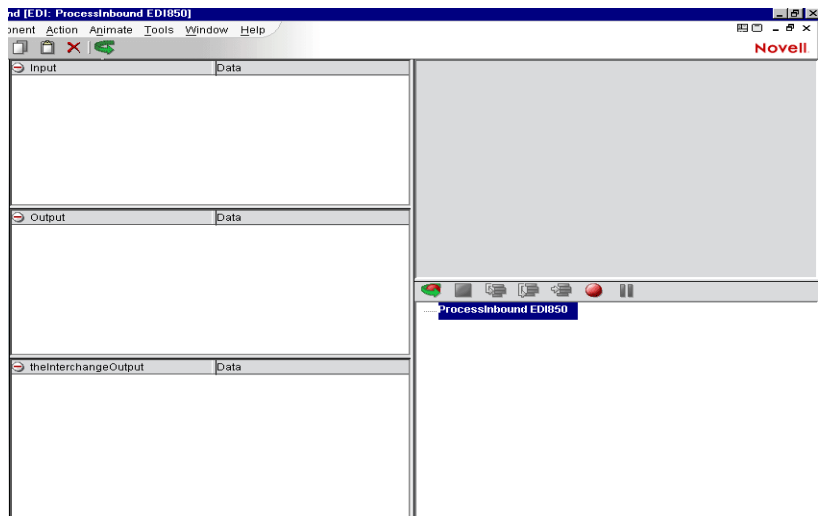 nd [EDI: ProcessInbound EDI850]
onent Action Animate Tools Window Help
Novell
Input Data
Output Data
ProcessInbound EDI850
theInterchangeOutput Data